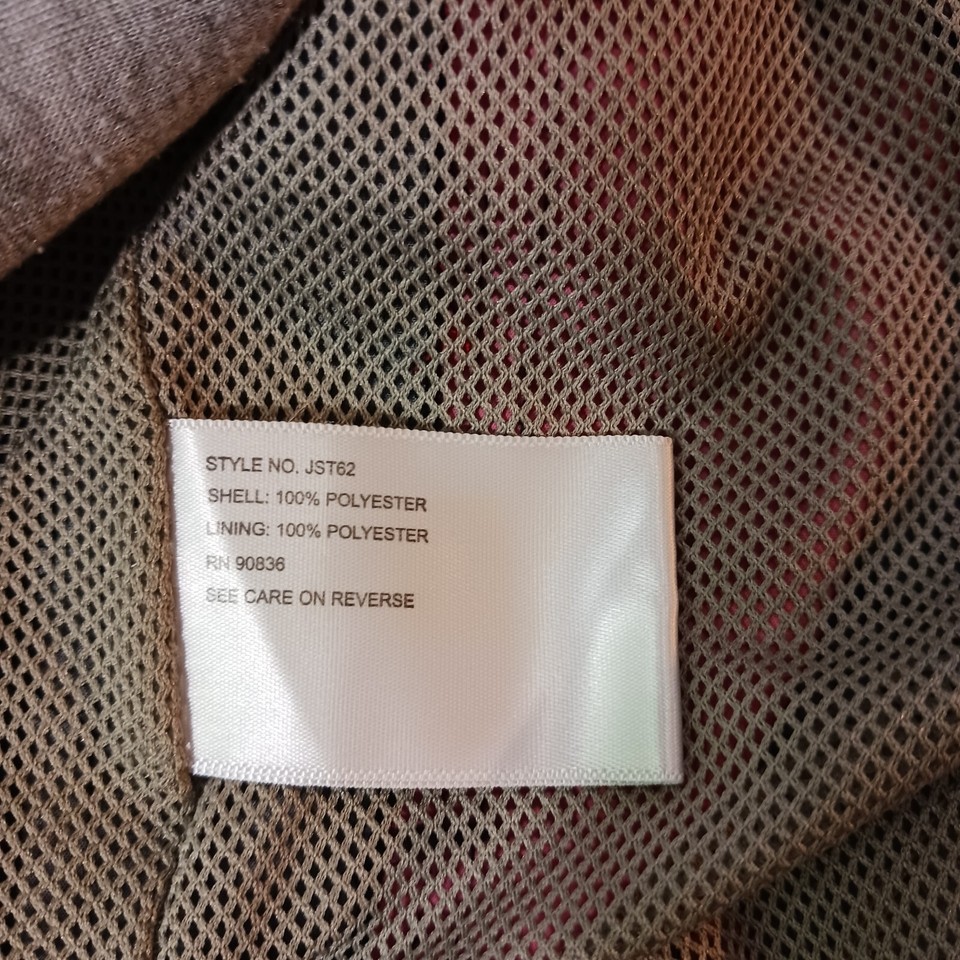 STYLE NO. JST62
SHELL: 100% POLYESTER
LINING: 100% POLYESTER
RN 90836
SEE CARE ON REVERSE